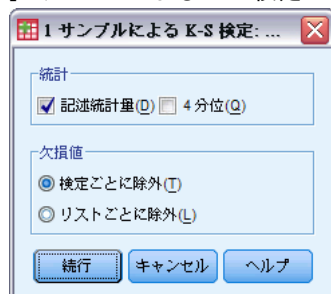 1 サンプルによる K-S 検定: ...
統計
記述統計量(D) 4 分位(Q)
欠損値
検定ごとに除外(T)
リストごとに除外(L)
続行 キャンセル ヘルプ